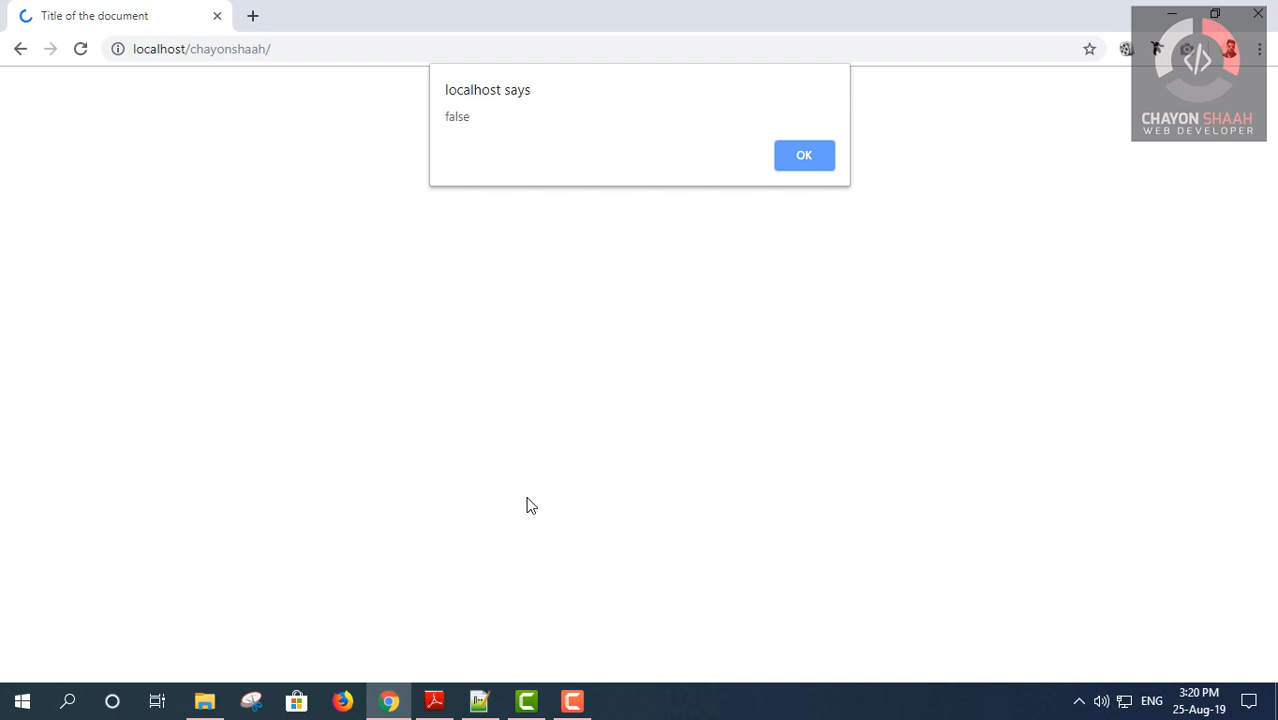 Title of the document
localhost/chayonshaah/
localhost says
false
OK
CHAYON SHAAH
WEB DEVELOPER
ENG
3:20 PM
25-Aug-19